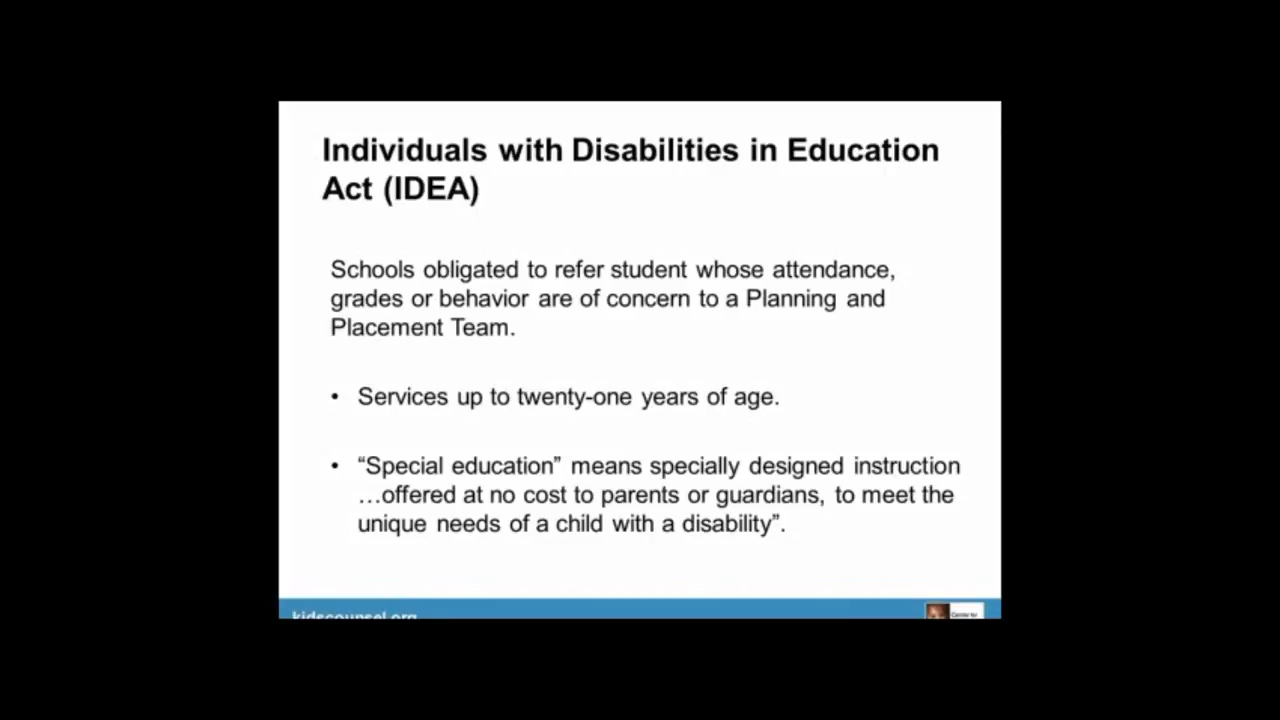 Individuals with Disabilities in Education
Act (IDEA)
Schools obligated to refer student whose attendance,
grades or behavior are of concern to a Planning and
Placement Team.
• Services up to twenty-one years of age.
• “Special education” means specially designed instruction
…offered at no cost to parents or guardians, to meet the
unique needs of a child with a disability”.
kidscounsel.org
Center for